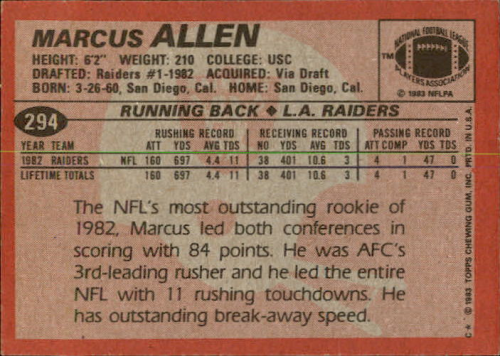 MARCUS ALLEN
HEIGHT: 6'2" WEIGHT: 210 COLLEGE: USC
DRAFTED: Raiders #1-1982 ACQUIRED: Via Draft
BORN: 3-26-60, San Diego, Cal. HOME: San Diego, Cal.
NATIONAL FOOTBALL LEAGUE
PLAYERS ASSOCIATION
TM
© 1983 NFLPA
294
RUNNING BACK ◆ L.A. RAIDERS
RUSHING RECORD RECEIVING RECORD PASSING RECORD
YEAR TEAM ATT YDS AVG TDS NO. YDS AVG TDS ATT COMP YDS TDS
1982 RAIDERS NFL 160 697 4.4 11 38 401 10.6 3 4 1 47 0
LIFETIME TOTALS 160 697 4.4 11 38 401 10.6 3 4 1 47 0
The NFL's most outstanding rookie of
1982, Marcus led both conferences in
scoring with 84 points. He was AFC's
3rd-leading rusher and he led the entire
NFL with 11 rushing touchdowns. He
has outstanding break-away speed.
C * © 1983 TOPPS CHEWING GUM, INC. PRTD. IN U.S.A.